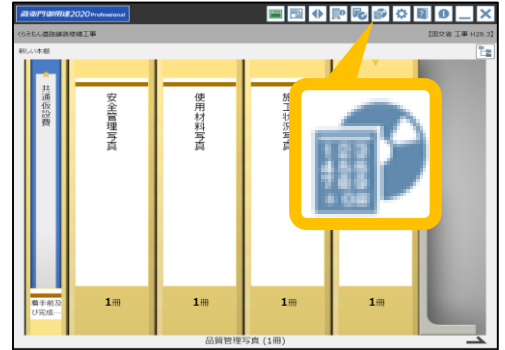 蔵衛門御用達2020 Professional
くらえもん道路舗装修繕工事
【国交省 工事 H28.3】
新しい本棚
共通仮設費
安全管理写真
使用材料写真
施工状況写真
着手前及
び完成…
1冊
1冊
1冊
1冊
品質管理写真 (1冊)